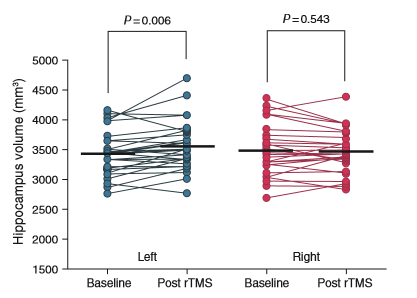 P=0.006
P=0.543
Hippocampus volume (mm³)
5000
4500
4000
3500
3000
2500
2000
1500
Left
Right
Baseline
Post rTMS
Baseline
Post rTMS